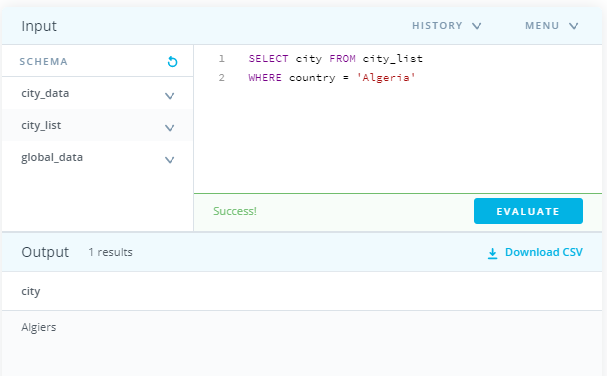 Input
HISTORY
MENU
SCHEMA
city_data
city_list
global_data
1 SELECT city FROM city_list
2 WHERE country = 'Algeria'
Success!
EVALUATE
Output 1 results
Download CSV
city
Algiers